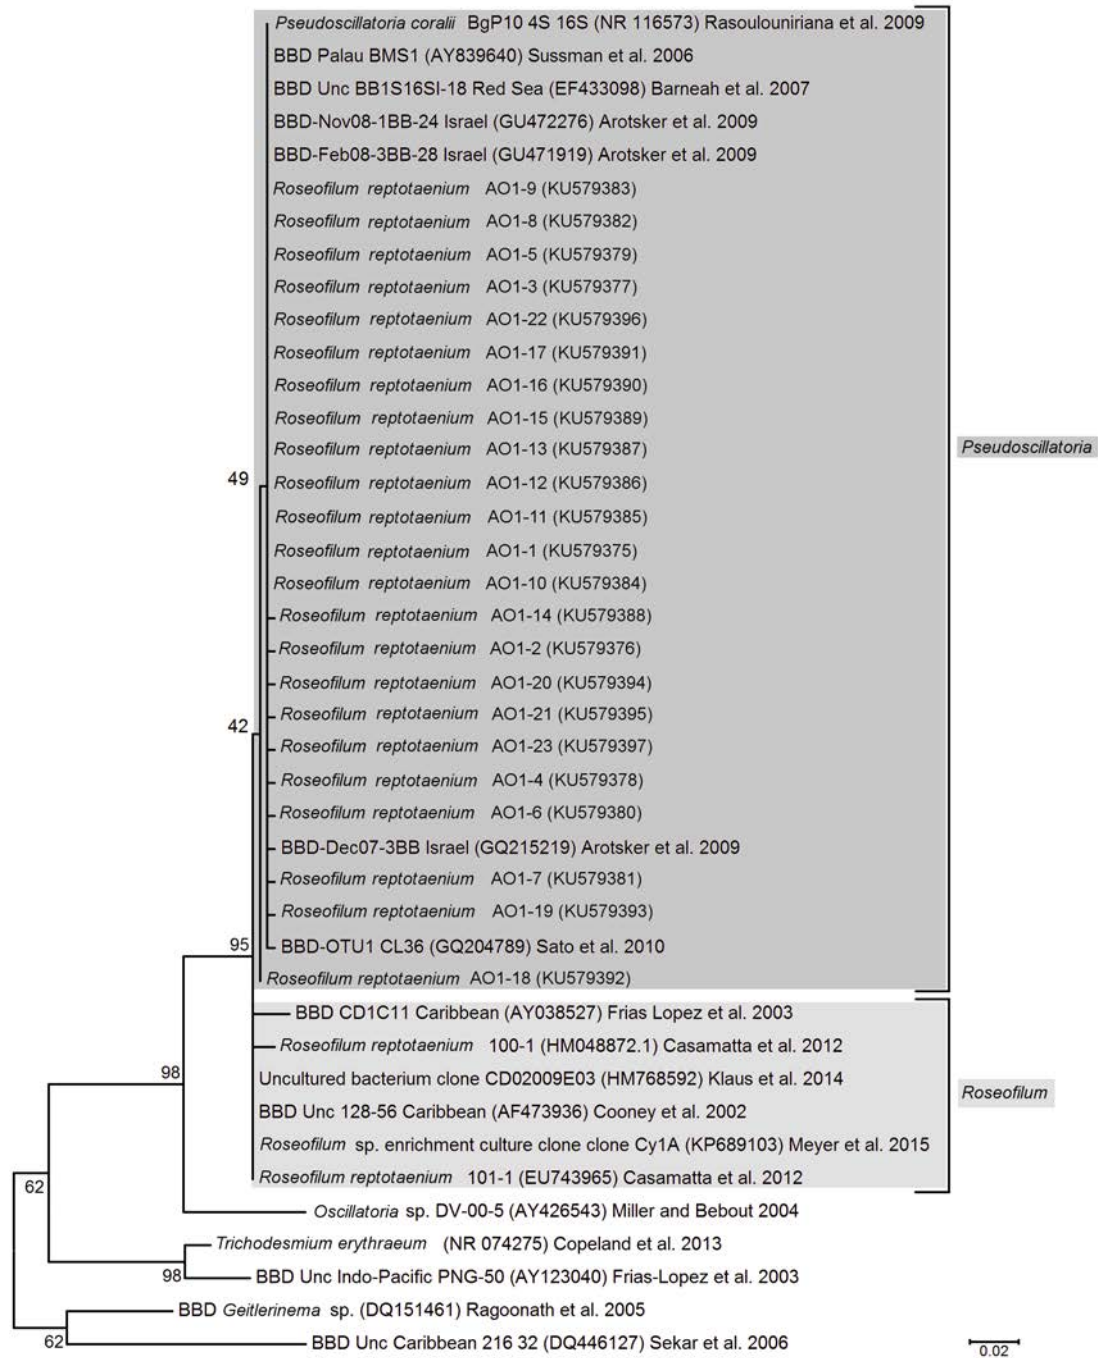 Pseudoscillatoria coralii BgP10 4S 16S (NR 116573) Rasoulouniriana et al. 2009
BBD Palau BMS1 (AY839640) Sussman et al. 2006
BBD Unc BB1S16SI-18 Red Sea (EF433098) Barneah et al. 2007
BBD-Nov08-1BB-24 Israel (GU472276) Arotsker et al. 2009
BBD-Feb08-3BB-28 Israel (GU471919) Arotsker et al. 2009
Roseofilum reptotaenium AO1-9 (KU579383)
Roseofilum reptotaenium AO1-8 (KU579382)
Roseofilum reptotaenium AO1-5 (KU579379)
Roseofilum reptotaenium AO1-3 (KU579377)
Roseofilum reptotaenium AO1-22 (KU579396)
Roseofilum reptotaenium AO1-17 (KU579391)
Roseofilum reptotaenium AO1-16 (KU579390)
Roseofilum reptotaenium AO1-15 (KU579389)
Roseofilum reptotaenium AO1-13 (KU579387)
Pseudoscillatoria
49
Roseofilum reptotaenium AO1-12 (KU579386)
Roseofilum reptotaenium AO1-11 (KU579385)
Roseofilum reptotaenium AO1-1 (KU579375)
Roseofilum reptotaenium AO1-10 (KU579384)
Roseofilum reptotaenium AO1-14 (KU579388)
Roseofilum reptotaenium AO1-2 (KU579376)
Roseofilum reptotaenium AO1-20 (KU579394)
Roseofilum reptotaenium AO1-21 (KU579395)
42
Roseofilum reptotaenium AO1-23 (KU579397)
Roseofilum reptotaenium AO1-4 (KU579378)
Roseofilum reptotaenium AO1-6 (KU579380)
BBD-Dec07-3BB Israel (GQ215219) Arotsker et al. 2009
Roseofilum reptotaenium AO1-7 (KU579381)
Roseofilum reptotaenium AO1-19 (KU579393)
95
BBD-OTU1 CL36 (GQ204789) Sato et al. 2010
Roseofilum reptotaenium AO1-18 (KU579392)
BBD CD1C11 Caribbean (AY038527) Frias Lopez et al. 2003
Roseofilum reptotaenium 100-1 (HM048872.1) Casamatta et al. 2012
98
Uncultured bacterium clone CD02009E03 (HM768592) Klaus et al. 2014
Roseofilum
BBD Unc 128-56 Caribbean (AF473936) Cooney et al. 2002
Roseofilum sp. enrichment culture clone clone Cy1A (KP689103) Meyer et al. 2015
Roseofilum reptotaenium 101-1 (EU743965) Casamatta et al. 2012
62
Oscillatoria sp. DV-00-5 (AY426543) Miller and Bebout 2004
Trichodesmium erythraeum (NR 074275) Copeland et al. 2013
98
BBD Unc Indo-Pacific PNG-50 (AY123040) Frias-Lopez et al. 2003
BBD Geitlerinema sp. (DQ151461) Ragoonath et al. 2005
62
BBD Unc Caribbean 216 32 (DQ446127) Sekar et al. 2006
0.02